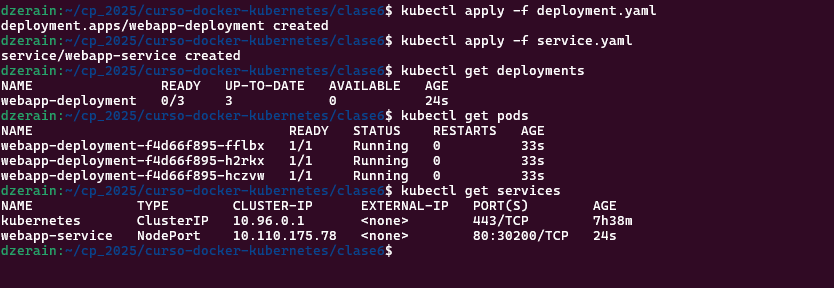 dzerain:~/cp_2025/curso-docker-kubernetes/clase6$ kubectl apply -f deployment.yaml
deployment.apps/webapp-deployment created
dzerain:~/cp_2025/curso-docker-kubernetes/clase6$ kubectl apply -f service.yaml
service/webapp-service created
dzerain:~/cp_2025/curso-docker-kubernetes/clase6$ kubectl get deployments
NAME                READY   UP-TO-DATE   AVAILABLE   AGE
webapp-deployment   0/3     3            0           24s
dzerain:~/cp_2025/curso-docker-kubernetes/clase6$ kubectl get pods
NAME                                READY   STATUS    RESTARTS   AGE
webapp-deployment-f4d66f895-fflbx   1/1     Running   0          33s
webapp-deployment-f4d66f895-h2rkx   1/1     Running   0          33s
webapp-deployment-f4d66f895-hczvw   1/1     Running   0          33s
dzerain:~/cp_2025/curso-docker-kubernetes/clase6$ kubectl get services
NAME             TYPE        CLUSTER-IP      EXTERNAL-IP   PORT(S)        AGE
kubernetes       ClusterIP   10.96.0.1       <none>        443/TCP        7h38m
webapp-service   NodePort    10.110.175.78   <none>        80:30200/TCP   24s
dzerain:~/cp_2025/curso-docker-kubernetes/clase6$